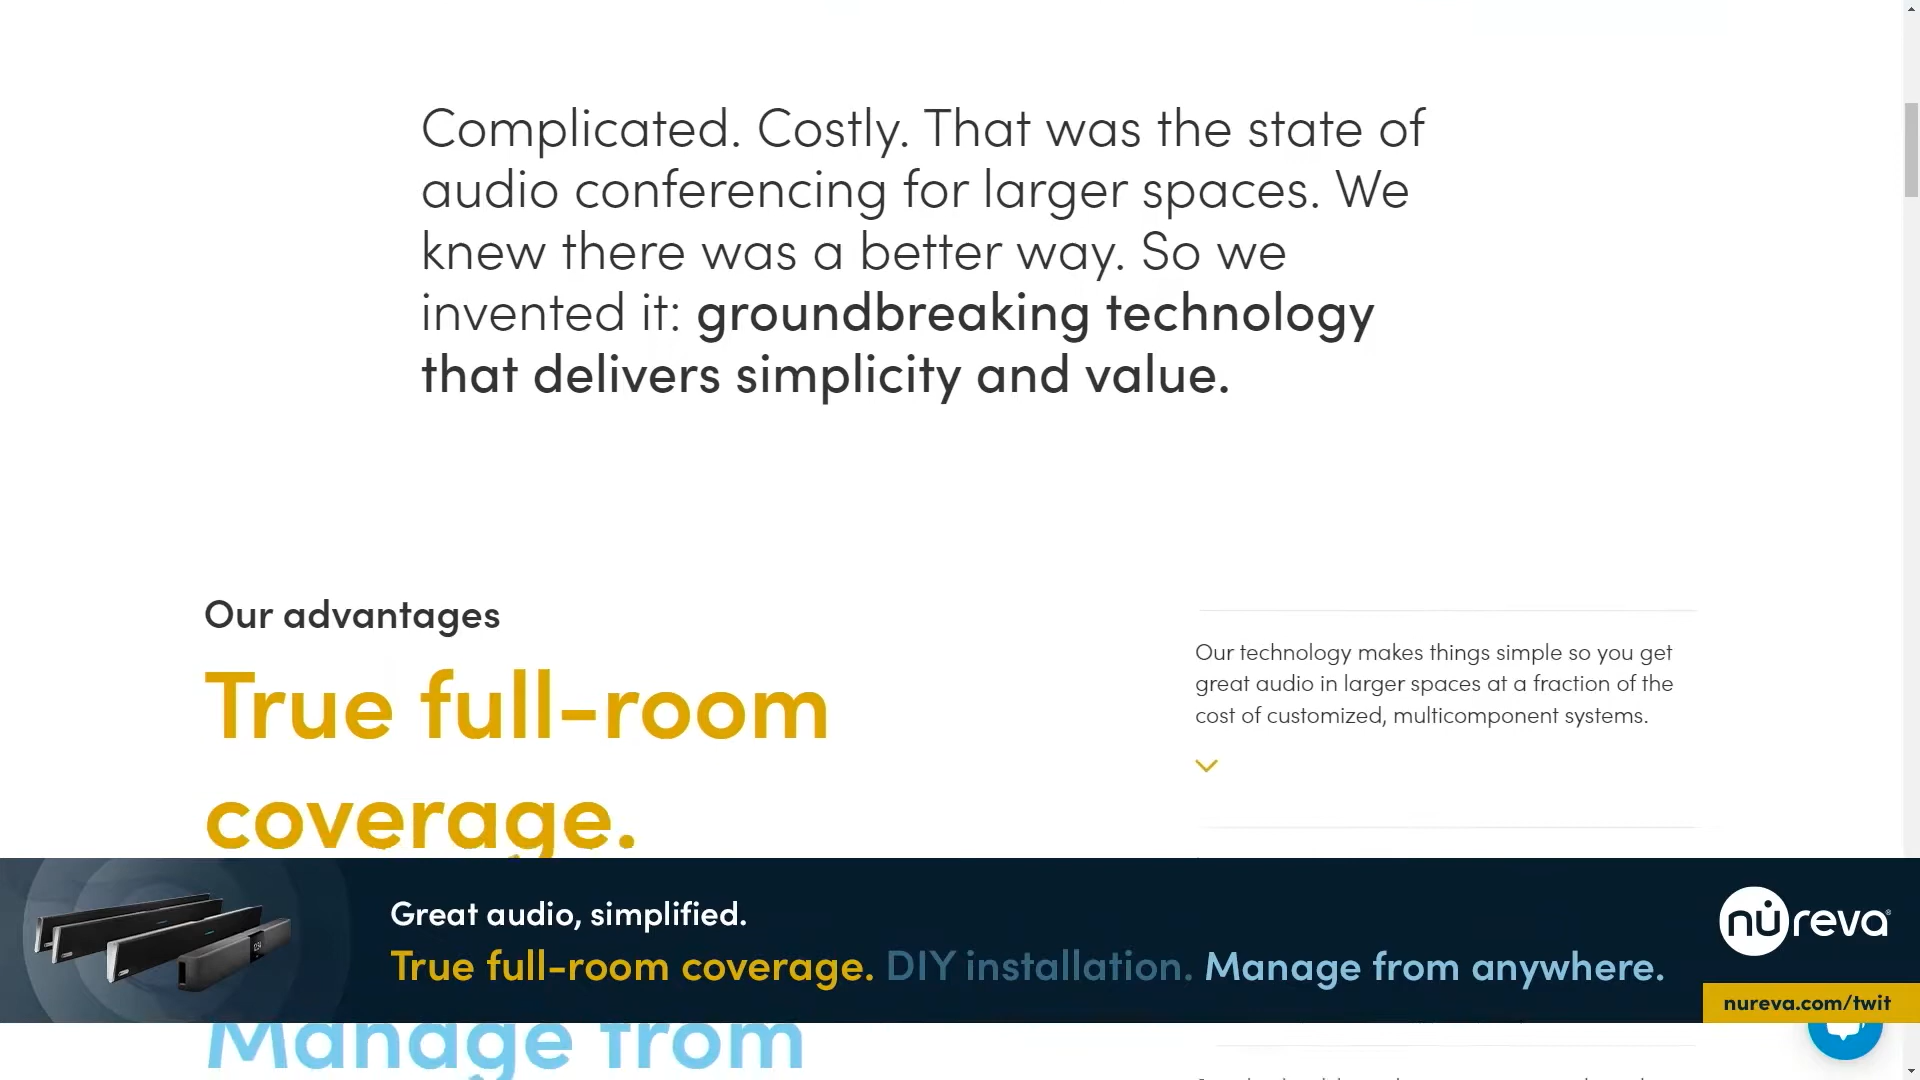 Complicated. Costly. That was the state of
audio conferencing for larger spaces. We
knew there was a better way. So we
invented it: groundbreaking technology
that delivers simplicity and value.
Our advantages
True full-room
coverage.
Our technology makes things simple so you get
great audio in larger spaces at a fraction of the
cost of customized, multicomponent systems.
Great audio, simplified.
True full-room coverage. DIY installation. Manage from anywhere.
nureva
nureva.com/twit
Manage from